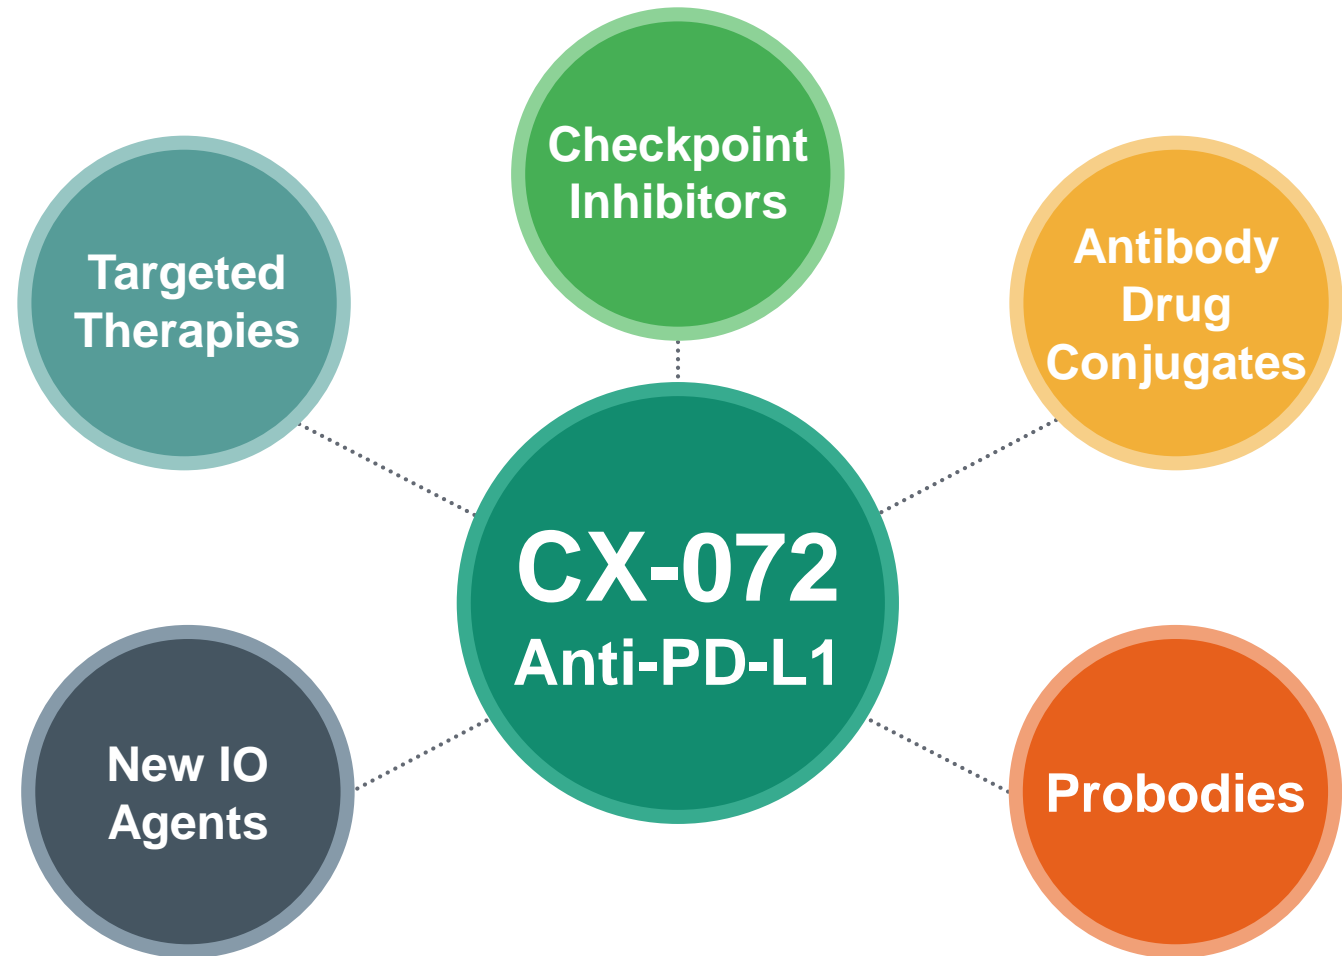 Checkpoint
Inhibitors
Targeted
Therapies
Antibody
Drug
Conjugates
CX-072
Anti-PD-L1
New IO
Agents
Probodies